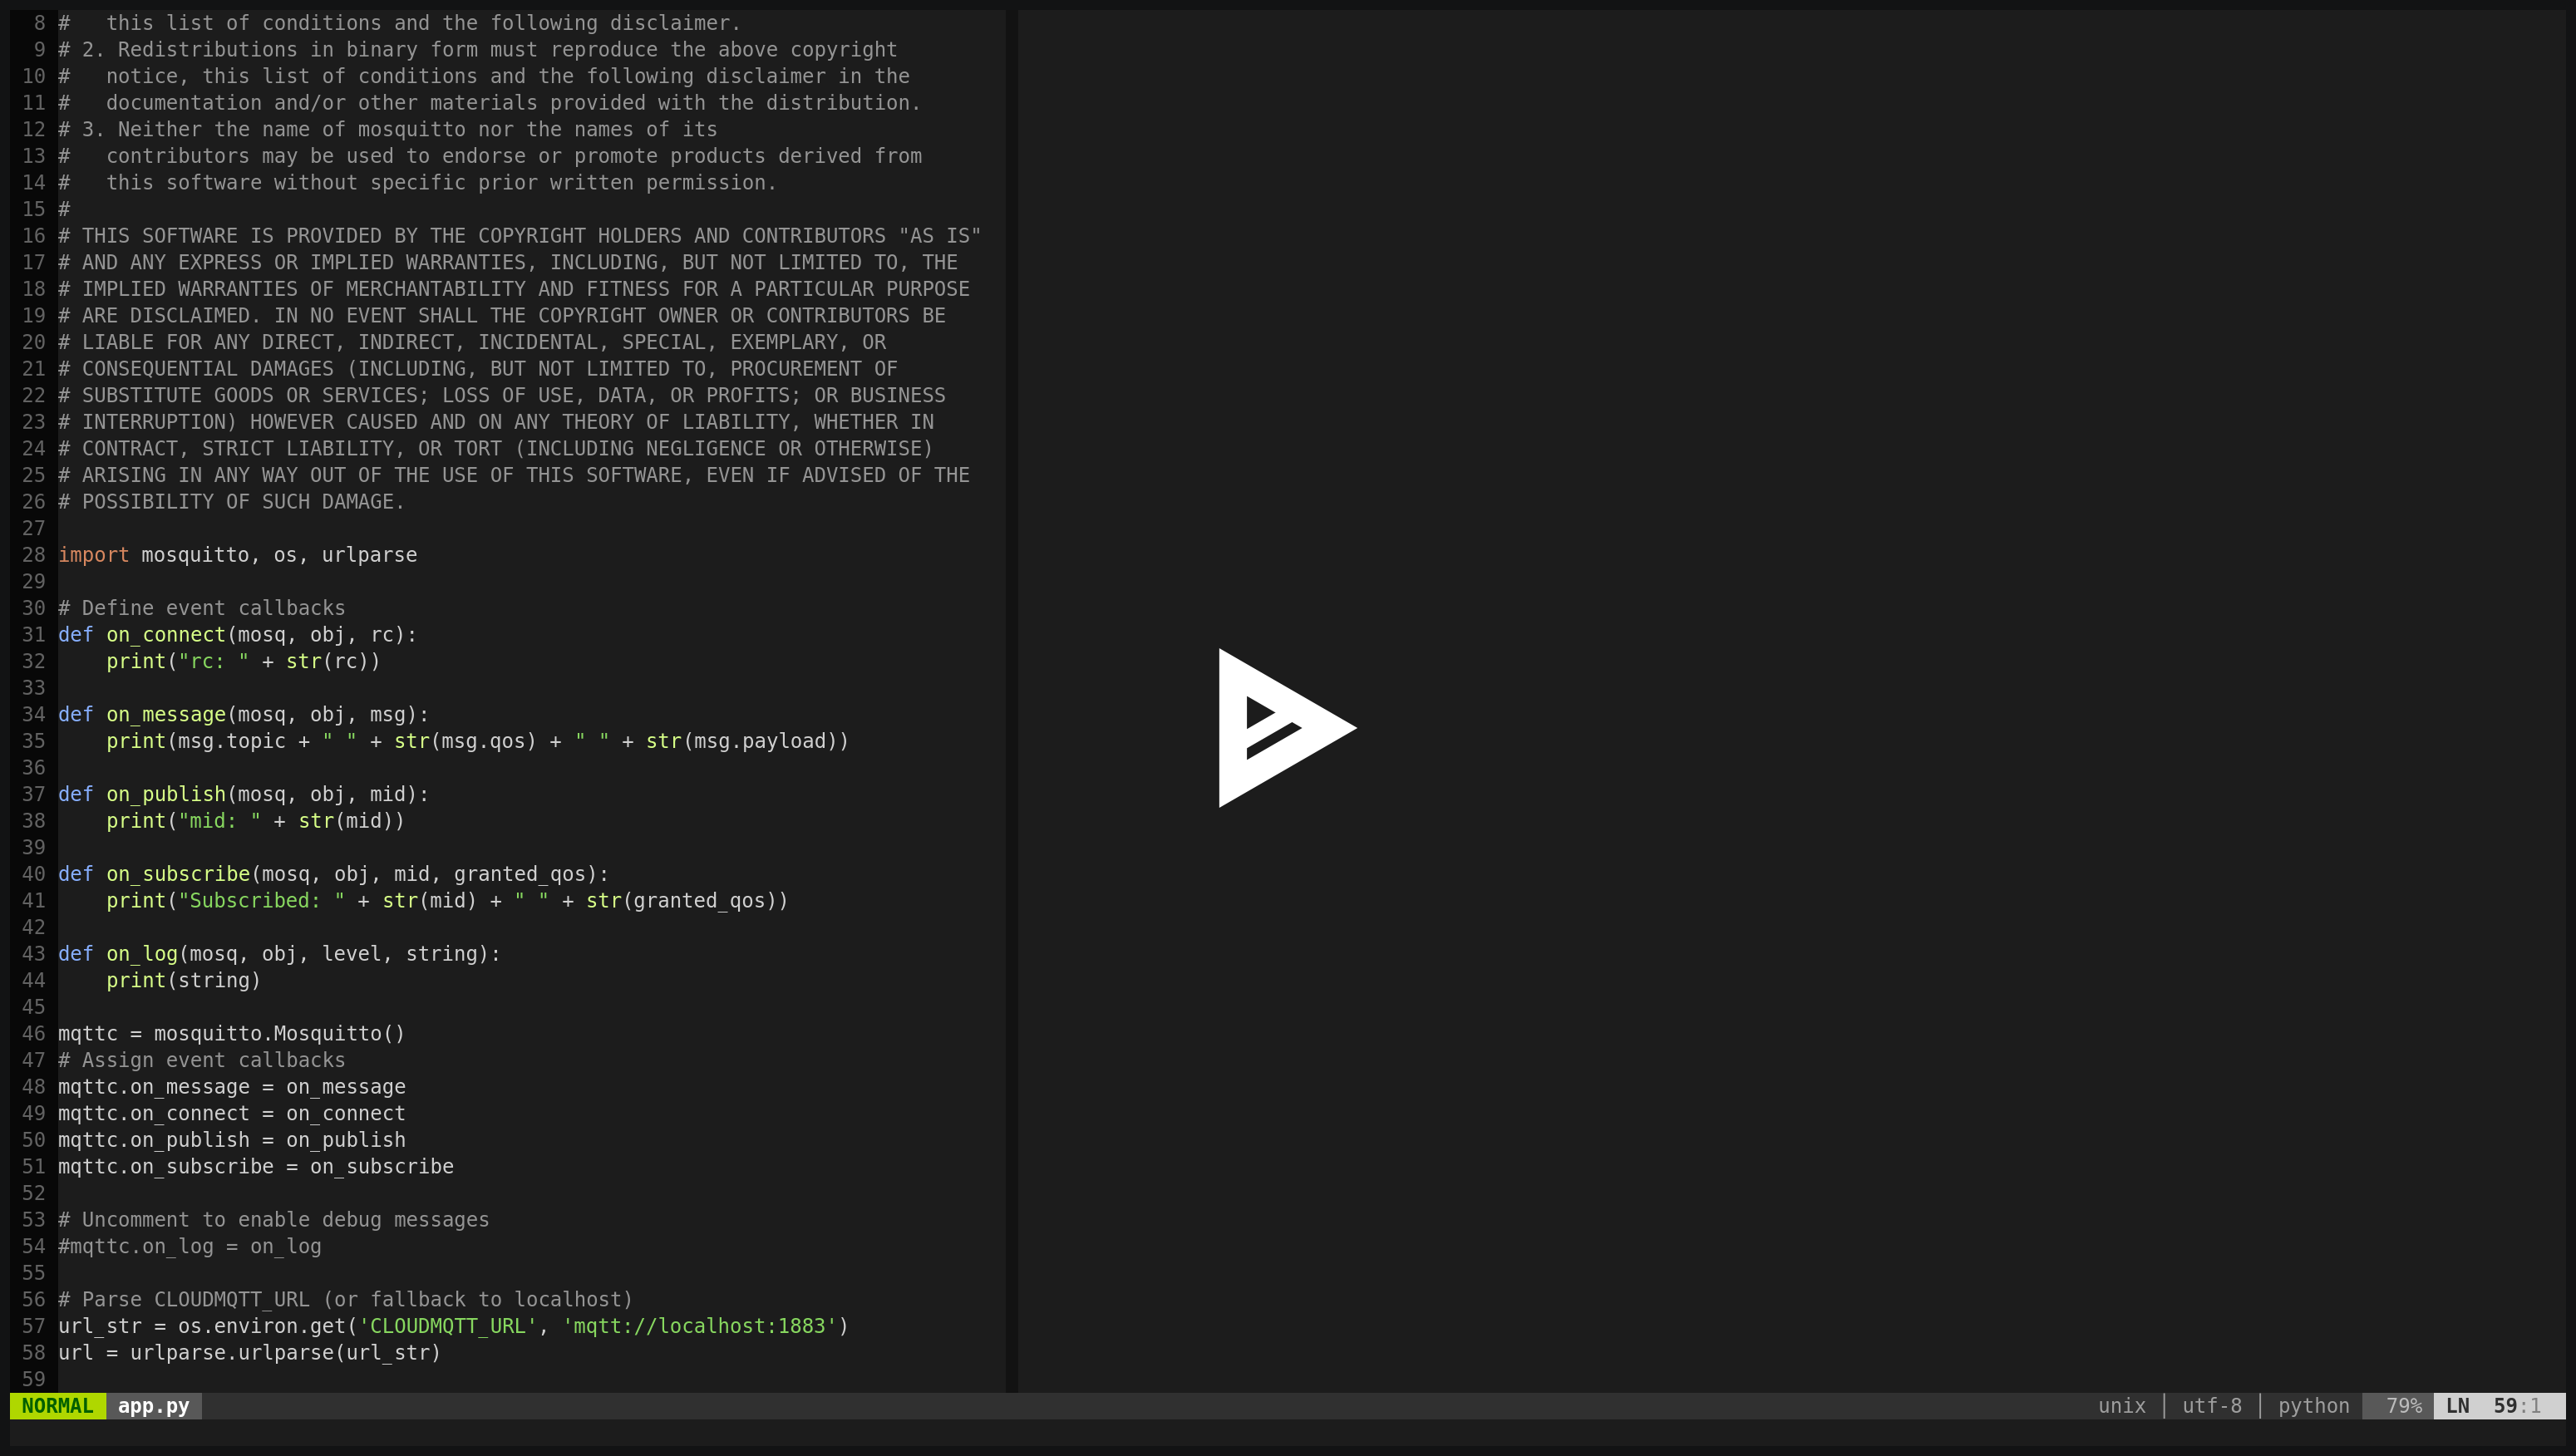 8 #   this list of conditions and the following disclaimer.
9 # 2. Redistributions in binary form must reproduce the above copyright
10 #   notice, this list of conditions and the following disclaimer in the
11 #   documentation and/or other materials provided with the distribution.
12 # 3. Neither the name of mosquitto nor the names of its
13 #   contributors may be used to endorse or promote products derived from
14 #   this software without specific prior written permission.
15 #
16 # THIS SOFTWARE IS PROVIDED BY THE COPYRIGHT HOLDERS AND CONTRIBUTORS "AS IS"
17 # AND ANY EXPRESS OR IMPLIED WARRANTIES, INCLUDING, BUT NOT LIMITED TO, THE
18 # IMPLIED WARRANTIES OF MERCHANTABILITY AND FITNESS FOR A PARTICULAR PURPOSE
19 # ARE DISCLAIMED. IN NO EVENT SHALL THE COPYRIGHT OWNER OR CONTRIBUTORS BE
20 # LIABLE FOR ANY DIRECT, INDIRECT, INCIDENTAL, SPECIAL, EXEMPLARY, OR
21 # CONSEQUENTIAL DAMAGES (INCLUDING, BUT NOT LIMITED TO, PROCUREMENT OF
22 # SUBSTITUTE GOODS OR SERVICES; LOSS OF USE, DATA, OR PROFITS; OR BUSINESS
23 # INTERRUPTION) HOWEVER CAUSED AND ON ANY THEORY OF LIABILITY, WHETHER IN
24 # CONTRACT, STRICT LIABILITY, OR TORT (INCLUDING NEGLIGENCE OR OTHERWISE)
25 # ARISING IN ANY WAY OUT OF THE USE OF THIS SOFTWARE, EVEN IF ADVISED OF THE
26 # POSSIBILITY OF SUCH DAMAGE.
27
28 import mosquitto, os, urlparse
29
30 # Define event callbacks
31 def on_connect(mosq, obj, rc):
32     print("rc: " + str(rc))
33
34 def on_message(mosq, obj, msg):
35     print(msg.topic + " " + str(msg.qos) + " " + str(msg.payload))
36
37 def on_publish(mosq, obj, mid):
38     print("mid: " + str(mid))
39
40 def on_subscribe(mosq, obj, mid, granted_qos):
41     print("Subscribed: " + str(mid) + " " + str(granted_qos))
42
43 def on_log(mosq, obj, level, string):
44     print(string)
45
46 mqttc = mosquitto.Mosquitto()
47 # Assign event callbacks
48 mqttc.on_message = on_message
49 mqttc.on_connect = on_connect
50 mqttc.on_publish = on_publish
51 mqttc.on_subscribe = on_subscribe
52
53 # Uncomment to enable debug messages
54 #mqttc.on_log = on_log
55
56 # Parse CLOUDMQTT_URL (or fallback to localhost)
57 url_str = os.environ.get('CLOUDMQTT_URL', 'mqtt://localhost:1883')
58 url = urlparse.urlparse(url_str)
59
NORMAL app.py unix │ utf-8 │ python 79% LN 59:1